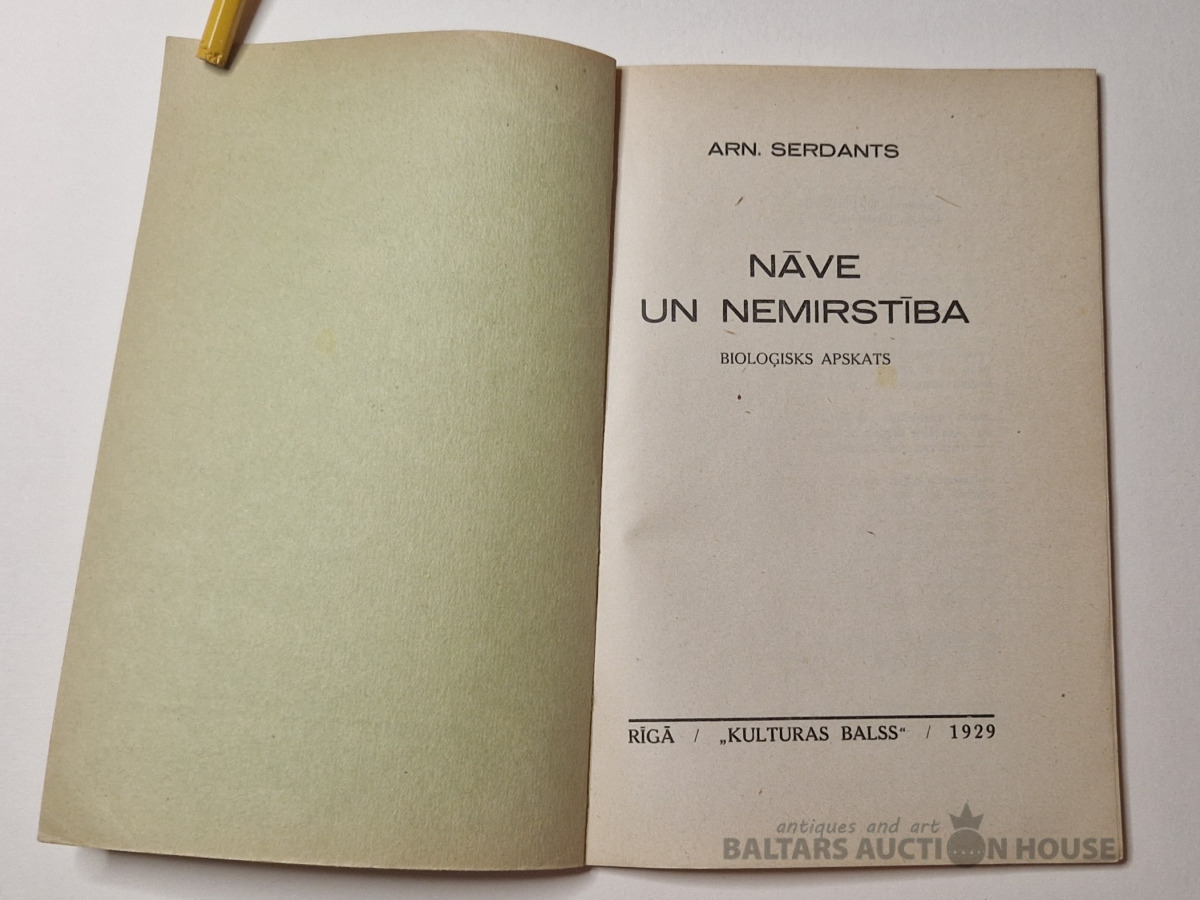 ARN. SERDANTS
NĀVE
UN NEMIRSTĪBA
BIOLOĢISKS APSKATS
RĪGĀ / „KULTURAS BALSS“ / 1929
antiques and art
BALTARS AUCTION HOUSE